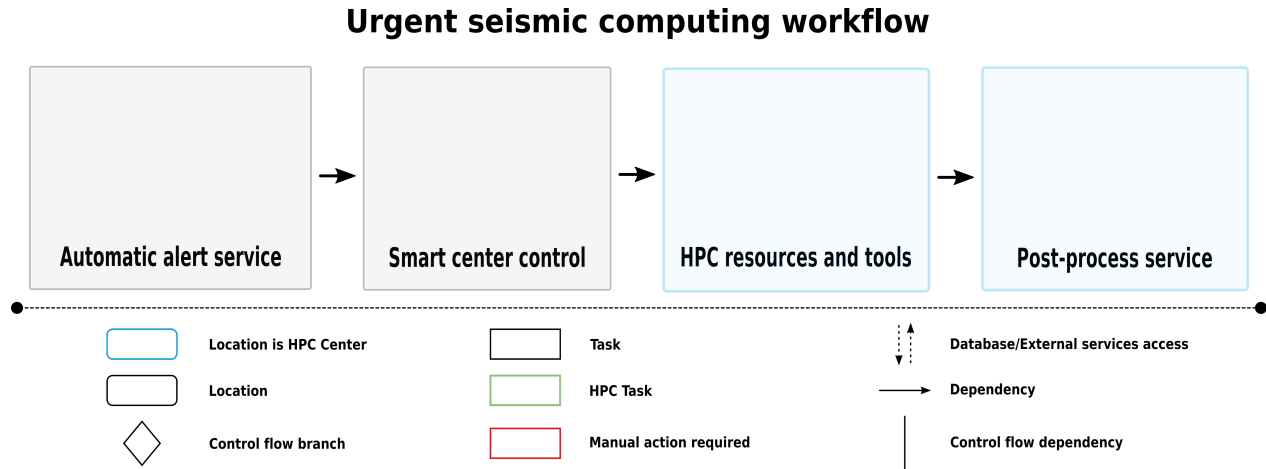 Urgent seismic computing workflow
Automatic alert service
Smart center control
HPC resources and tools
Post-process service
Location is HPC Center
Task
Database/External services access
Location
HPC Task
Dependency
Control flow branch
Manual action required
Control flow dependency